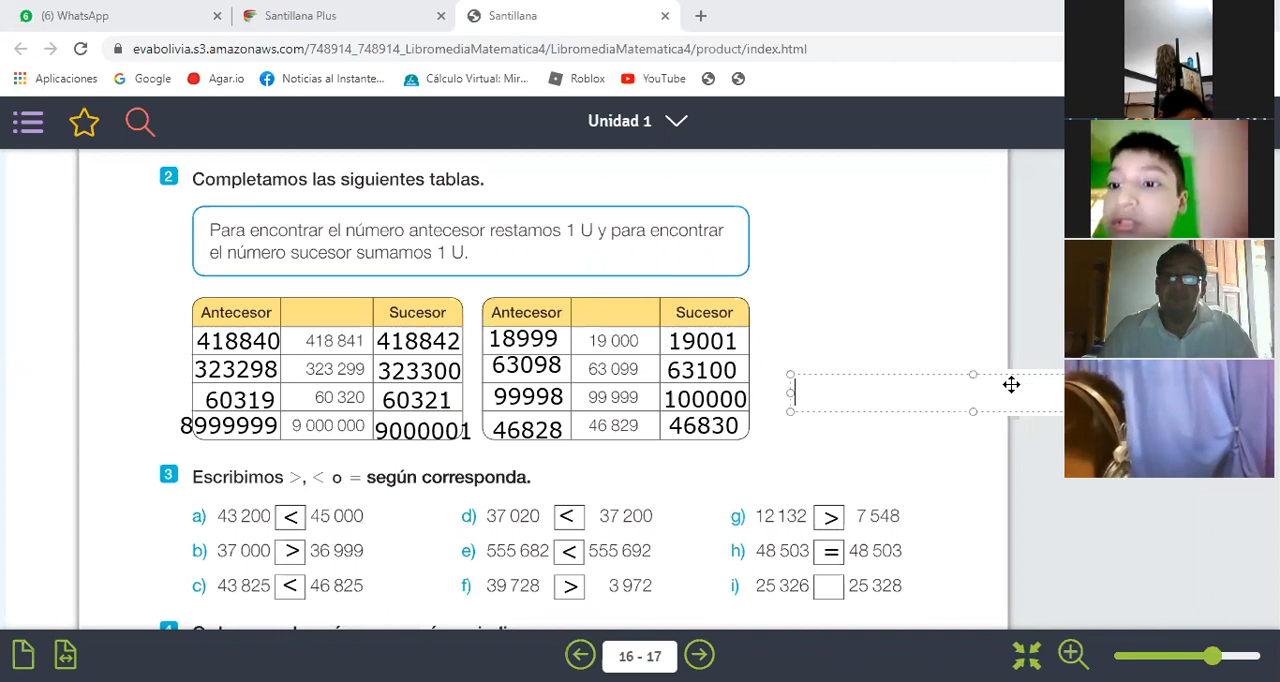 (6) WhatsApp
Santillana Plus
Santillana
evabolivia.s3.amazonaws.com/748914_748914_LibromediaMatematica4/LibromediaMatematica4/product/index.html
Aplicaciones Google Agar.io Noticias al Instante... Cálculo Virtual: Mir... Roblox YouTube
Unidad 1
2 Completamos las siguientes tablas.
Para encontrar el número antecesor restamos 1 U y para encontrar
el número sucesor sumamos 1 U.
Antecesor Sucesor Antecesor Sucesor
418840 418 841 418842 18999 19 000 19001
323298 323 299 323300 63098 63 099 63100
60319 60 320 60321 99998 99 999 100000
8999999 9 000 000 9000001 46828 46 829 46830
3 Escribimos >, < o = según corresponda.
a) 43 200 < 45 000 d) 37 020 < 37 200 g) 12 132 > 7 548
b) 37 000 > 36 999 e) 555 682 < 555 692 h) 48 503 = 48 503
c) 43 825 < 46 825 f) 39 728 > 3 972 i) 25 326 25 328
16 - 17